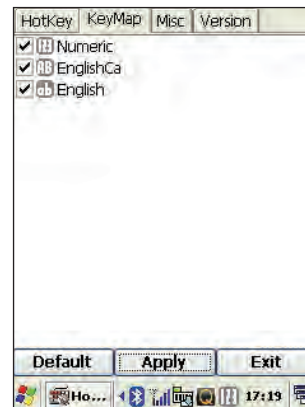 HotKey KeyMap Misc Version
Numeric
EnglishCa
English
Default Apply Exit
Ho... 17:19